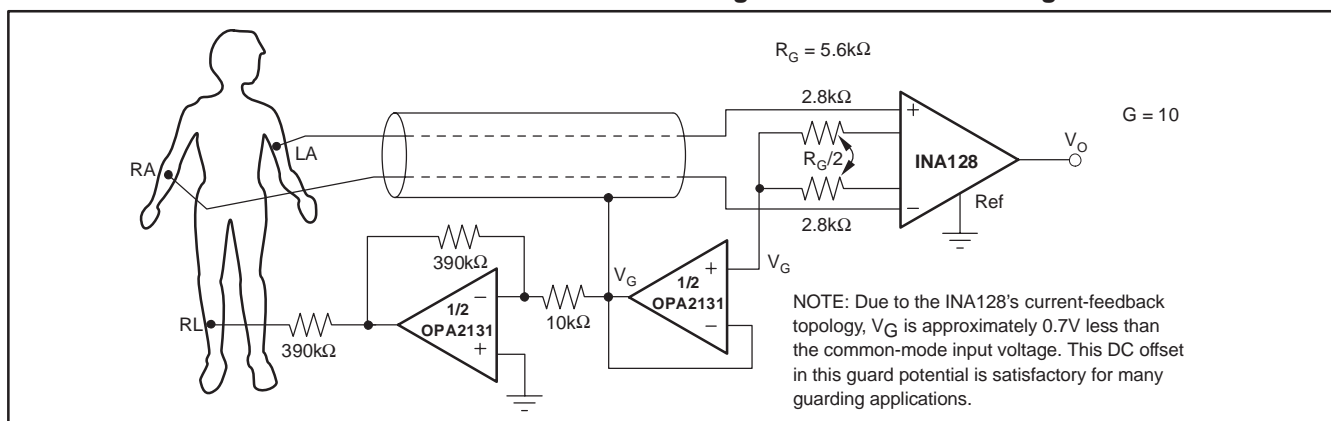 R_G = 5.6kΩ
2.8kΩ
G = 10
+
V_O
LA
R_G/2
INA128
RA
Ref
−
2.8kΩ
390kΩ
V_G
+
V_G
1/2
OPA2131
−
10kΩ
−
1/2
OPA2131
+
RL
390kΩ
NOTE: Due to the INA128's current-feedback
topology, V_G is approximately 0.7V less than
the common-mode input voltage. This DC offset
in this guard potential is satisfactory for many
guarding applications.